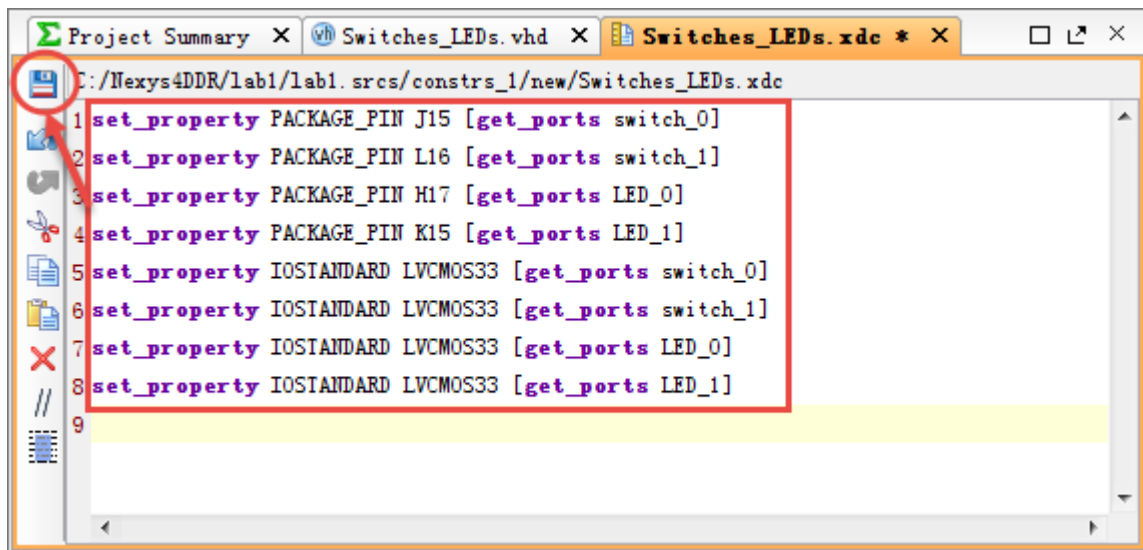 Project Summary Switches_LEDs.vhd Switches_LEDs.xdc *
C:/Nexys4DDR/lab1/lab1.srcs/constrs_1/new/Switches_LEDs.xdc
1 set_property PACKAGE_PIN J15 [get_ports switch_0]
2 set_property PACKAGE_PIN L16 [get_ports switch_1]
3 set_property PACKAGE_PIN H17 [get_ports LED_0]
4 set_property PACKAGE_PIN K15 [get_ports LED_1]
5 set_property IOSTANDARD LVCMOS33 [get_ports switch_0]
6 set_property IOSTANDARD LVCMOS33 [get_ports switch_1]
7 set_property IOSTANDARD LVCMOS33 [get_ports LED_0]
8 set_property IOSTANDARD LVCMOS33 [get_ports LED_1]
9